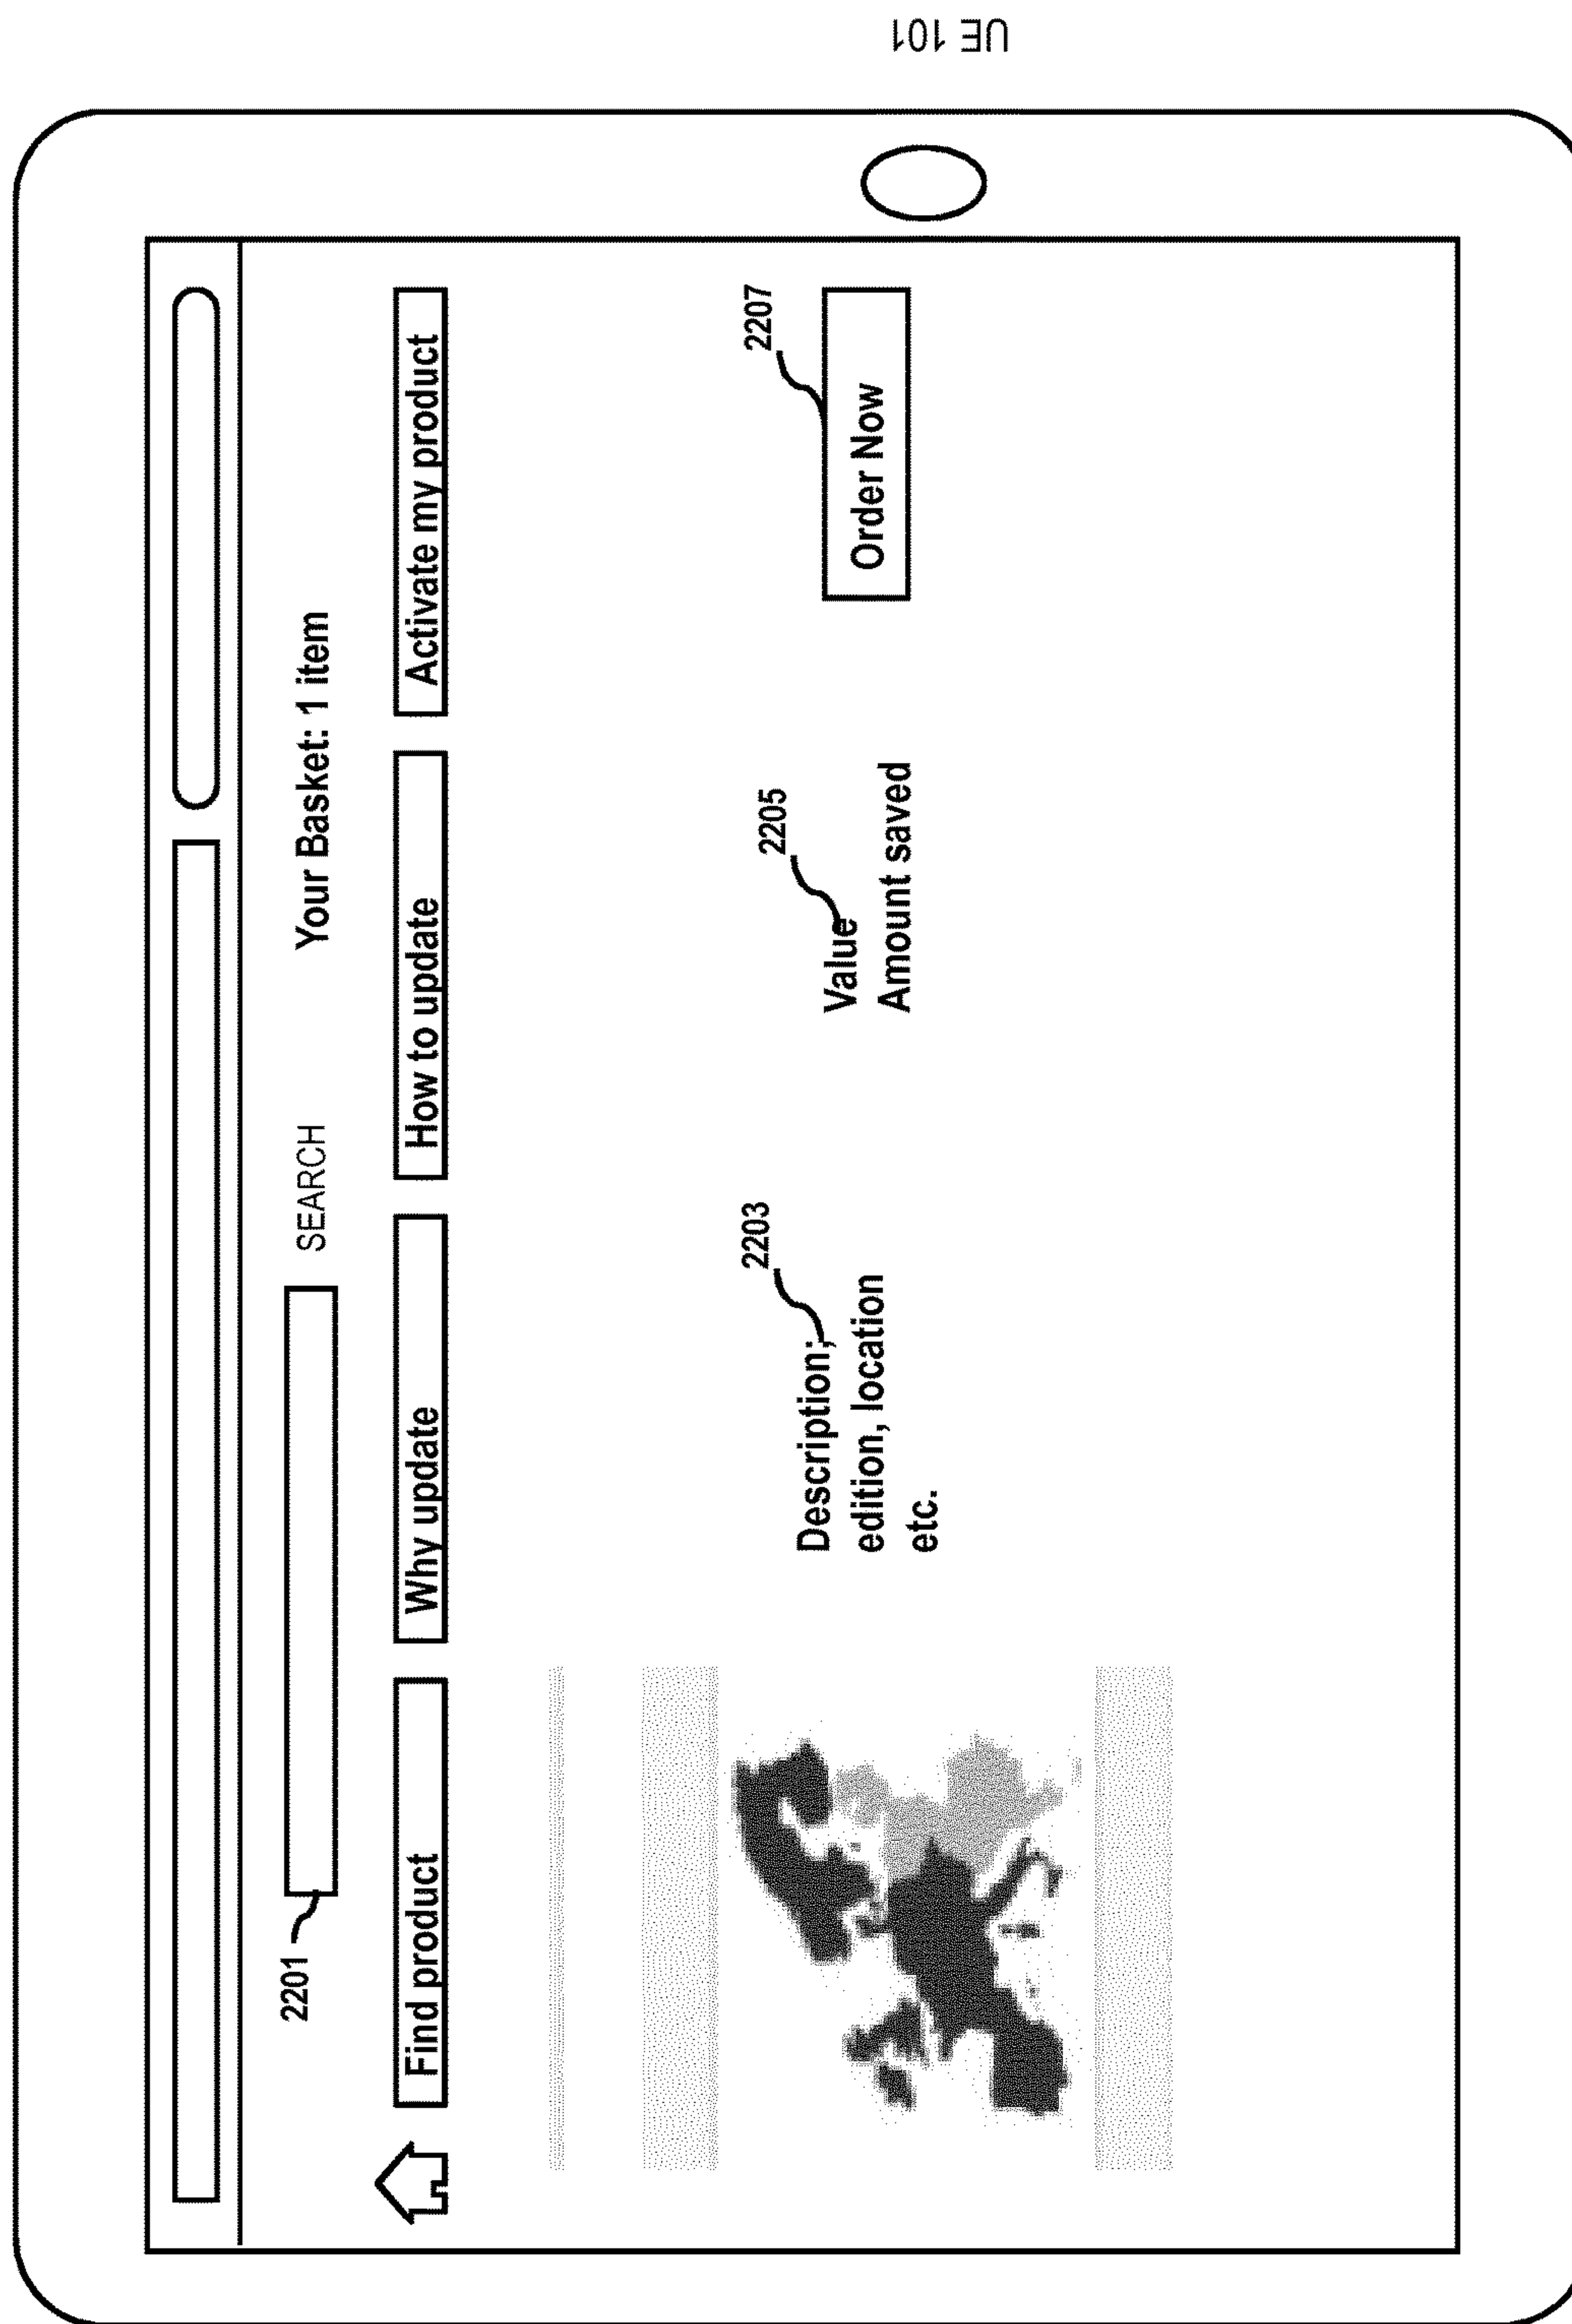 UE 101
2201
SEARCH
Your Basket: 1 item
Find product
Why update
How to update
Activate my product
2203
Description;
edition, location
etc.
2205
Value
Amount saved
2207
Order Now